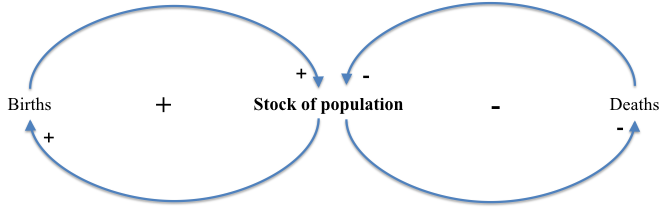 + -
Births + Stock of population - Deaths
+ -